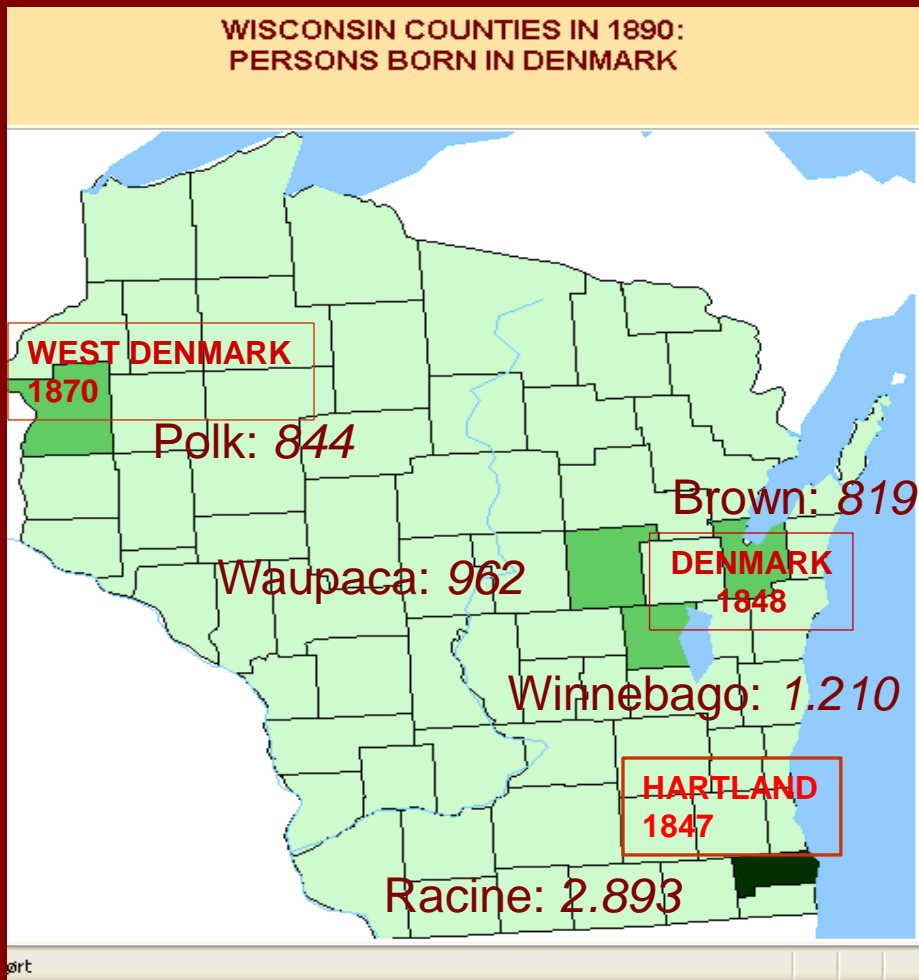 WISCONSIN COUNTIES IN 1890:
PERSONS BORN IN DENMARK
WEST DENMARK
1870
Polk: 844
Brown: 819
DENMARK
1848
Waupaca: 962
Winnebago: 1.210
HARTLAND
1847
Racine: 2.893
ørt